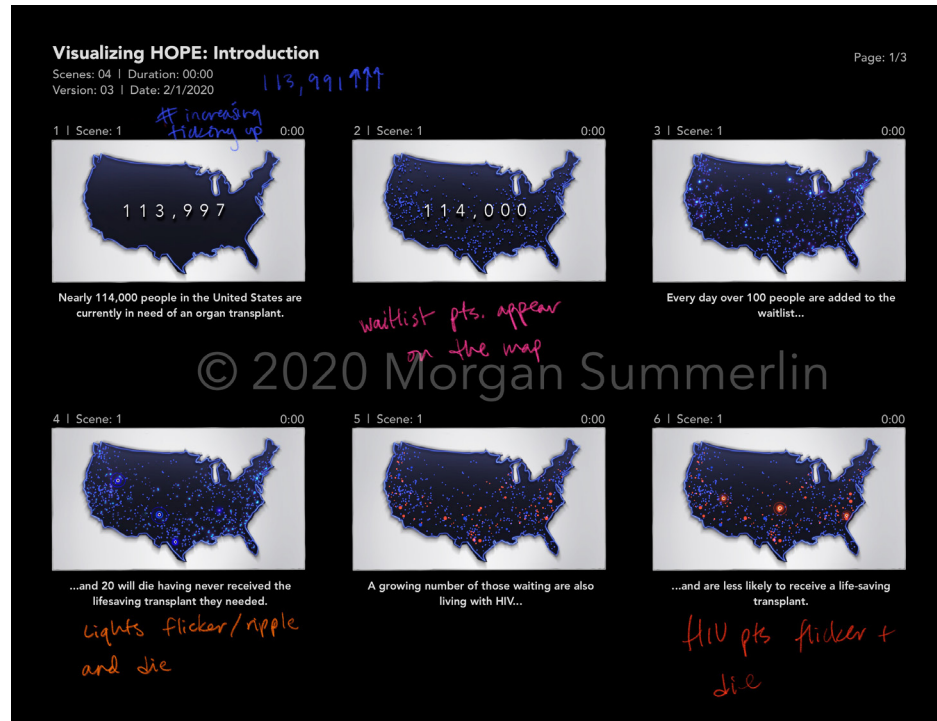 Visualizing HOPE: Introduction
Page: 1/3
Scenes: 04 | Duration: 00:00
Version: 03 | Date: 2/1/2020
113,991↑↑↑
# increasing
ticking up
1 | Scene: 1 0:00
2 | Scene: 1 0:00
3 | Scene: 1 0:00
113,997
114,000
Nearly 114,000 people in the United States are
currently in need of an organ transplant.
waitlist pts. appear
on the map
Every day over 100 people are added to the
waitlist...
© 2020 Morgan Summerlin
4 | Scene: 1 0:00
5 | Scene: 1 0:00
6 | Scene: 1 0:00
...and 20 will die having never received the
lifesaving transplant they needed.
Lights flicker/ripple
and die
A growing number of those waiting are also
living with HIV...
...and are less likely to receive a life-saving
transplant.
HIV pts flicker +
die